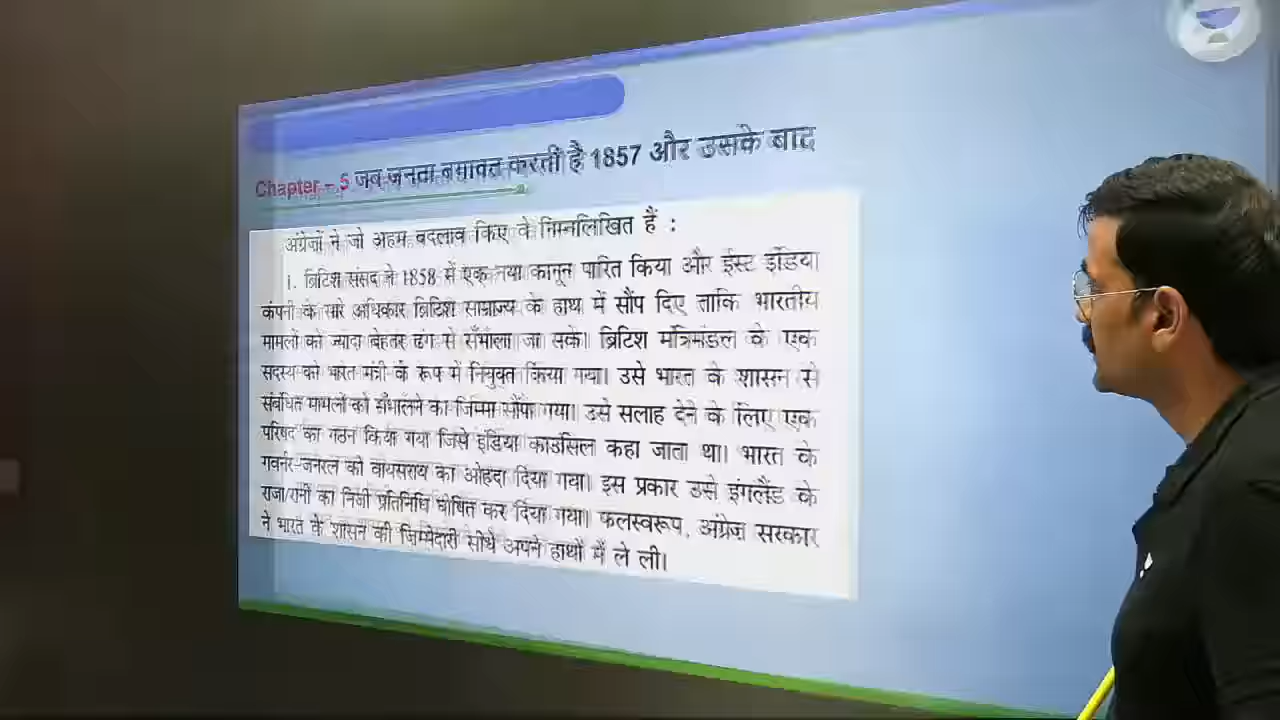 Chapter – 5 जब जनता बग़ावत करती है 1857 और उसके बाद
अंग्रेजों ने जो अहम बदलाव किए वे निम्नलिखित हैं :
1. ब्रिटिश संसद ने 1858 में एक नया कानून पारित किया और ईस्ट इंडिया
कंपनी के सारे अधिकार ब्रिटिश साम्राज्य के हाथ में सौंप दिए ताकि भारतीय
मामलों को ज्यादा बेहतर ढंग से सँभाला जा सके। ब्रिटिश मंत्रिमंडल के एक
सदस्य को भारत मंत्री के रूप में नियुक्त किया गया। उसे भारत के शासन से
संबंधित मामलों को सँभालने का जिम्मा सौंपा गया। उसे सलाह देने के लिए एक
परिषद का गठन किया गया जिसे इंडिया काउंसिल कहा जाता था। भारत के
गवर्नर-जनरल को वायसराय का ओहदा दिया गया। इस प्रकार उसे इंगलैंड के
राजा/रानी का निजी प्रतिनिधि घोषित कर दिया गया। फलस्वरूप, अंग्रेज सरकार
ने भारत के शासन की जिम्मेदारी सीधे अपने हाथों में ले ली।